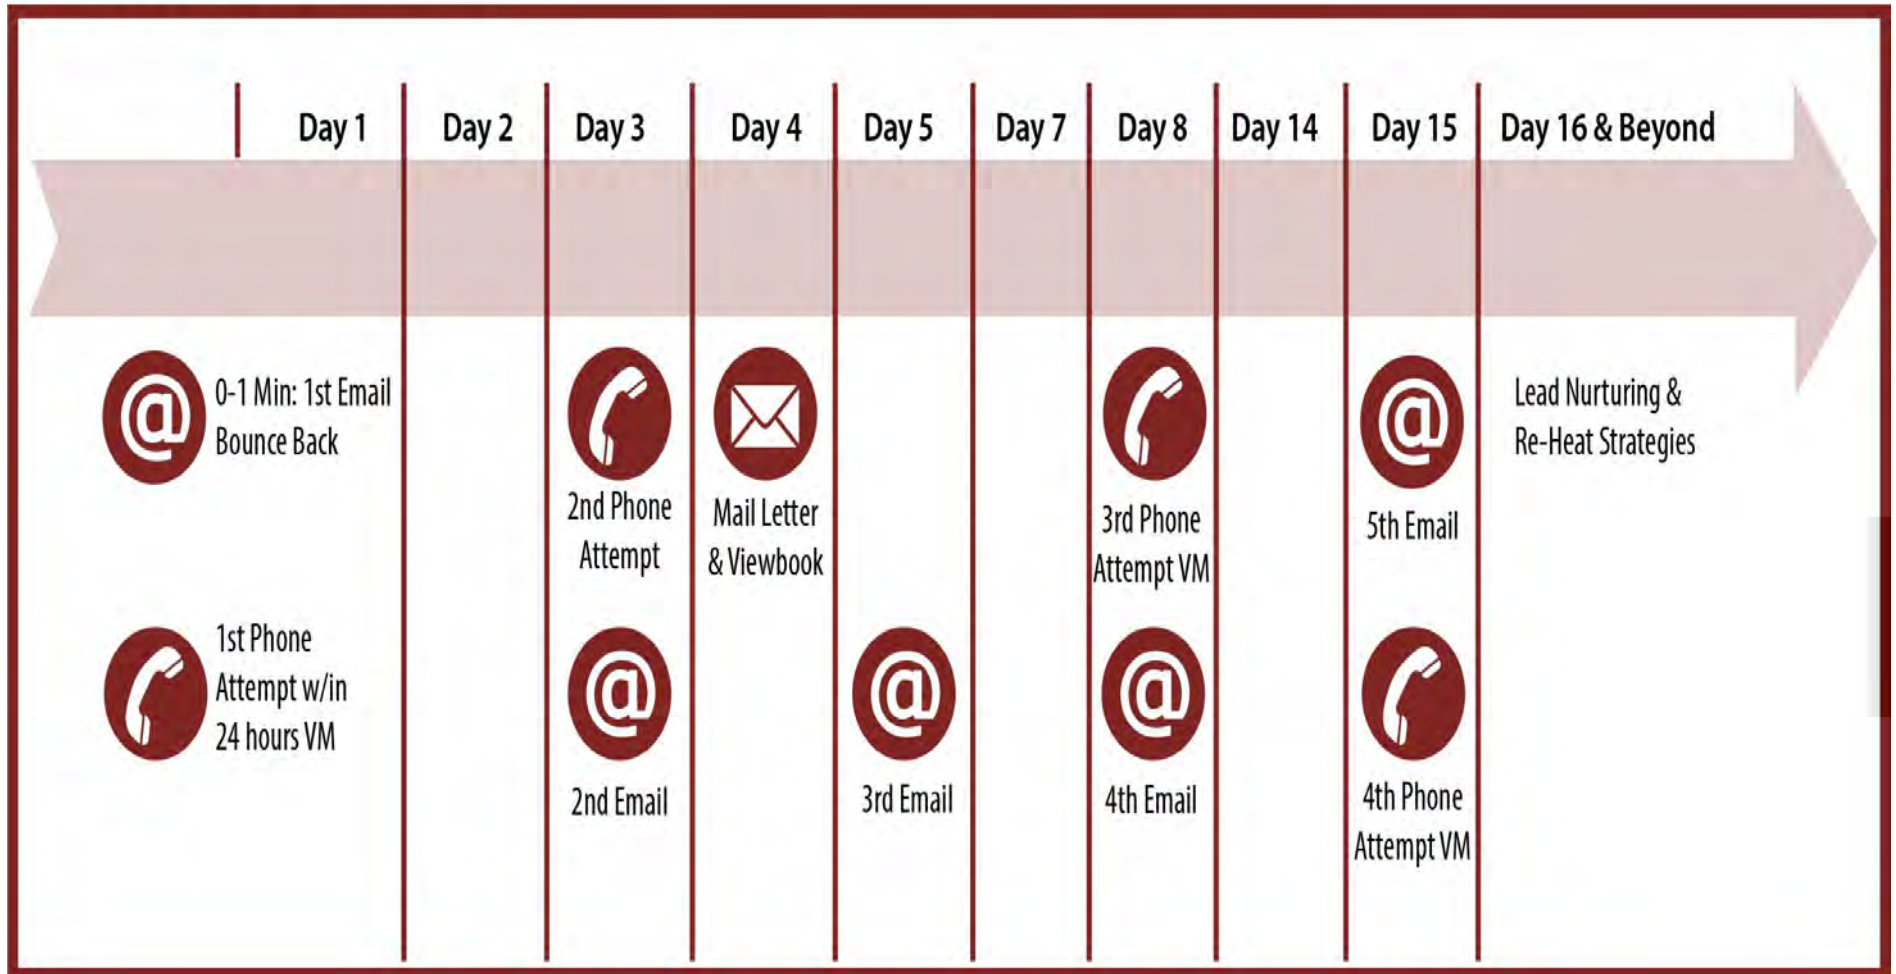 Day 1
Day 2
Day 3
Day 4
Day 5
Day 7
Day 8
Day 14
Day 15
Day 16 & Beyond
0-1 Min: 1st Email
Bounce Back
1st Phone
Attempt w/in
24 hours VM
2nd Phone
Attempt
2nd Email
Mail Letter
& Viewbook
3rd Email
3rd Phone
Attempt VM
4th Email
5th Email
4th Phone
Attempt VM
Lead Nurturing &
Re-Heat Strategies